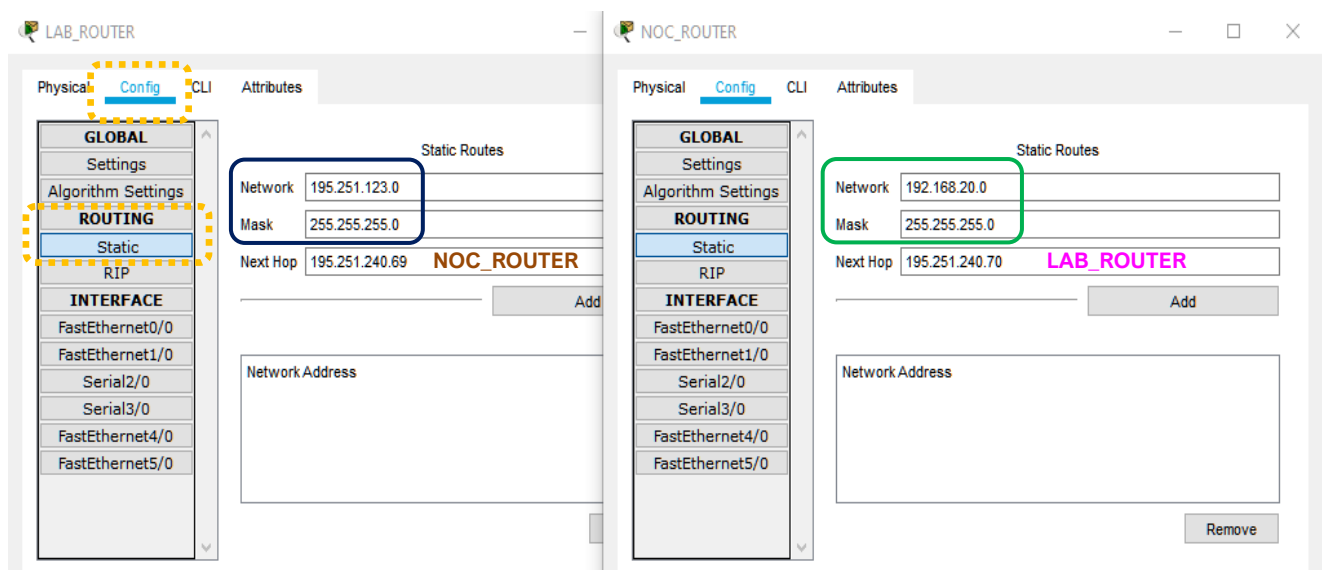 LAB_ROUTER
Physical Config CLI Attributes
GLOBAL
Settings
Algorithm Settings
ROUTING
Static
RIP
INTERFACE
FastEthernet0/0
FastEthernet1/0
Serial2/0
Serial3/0
FastEthernet4/0
FastEthernet5/0
Static Routes
Network 195.251.123.0
Mask 255.255.255.0
Next Hop 195.251.240.69 NOC_ROUTER
Add
Network Address
NOC_ROUTER
Physical Config CLI Attributes
GLOBAL
Settings
Algorithm Settings
ROUTING
Static
RIP
INTERFACE
FastEthernet0/0
FastEthernet1/0
Serial2/0
Serial3/0
FastEthernet4/0
FastEthernet5/0
Static Routes
Network 192.168.20.0
Mask 255.255.255.0
Next Hop 195.251.240.70 LAB_ROUTER
Add
Network Address
Remove